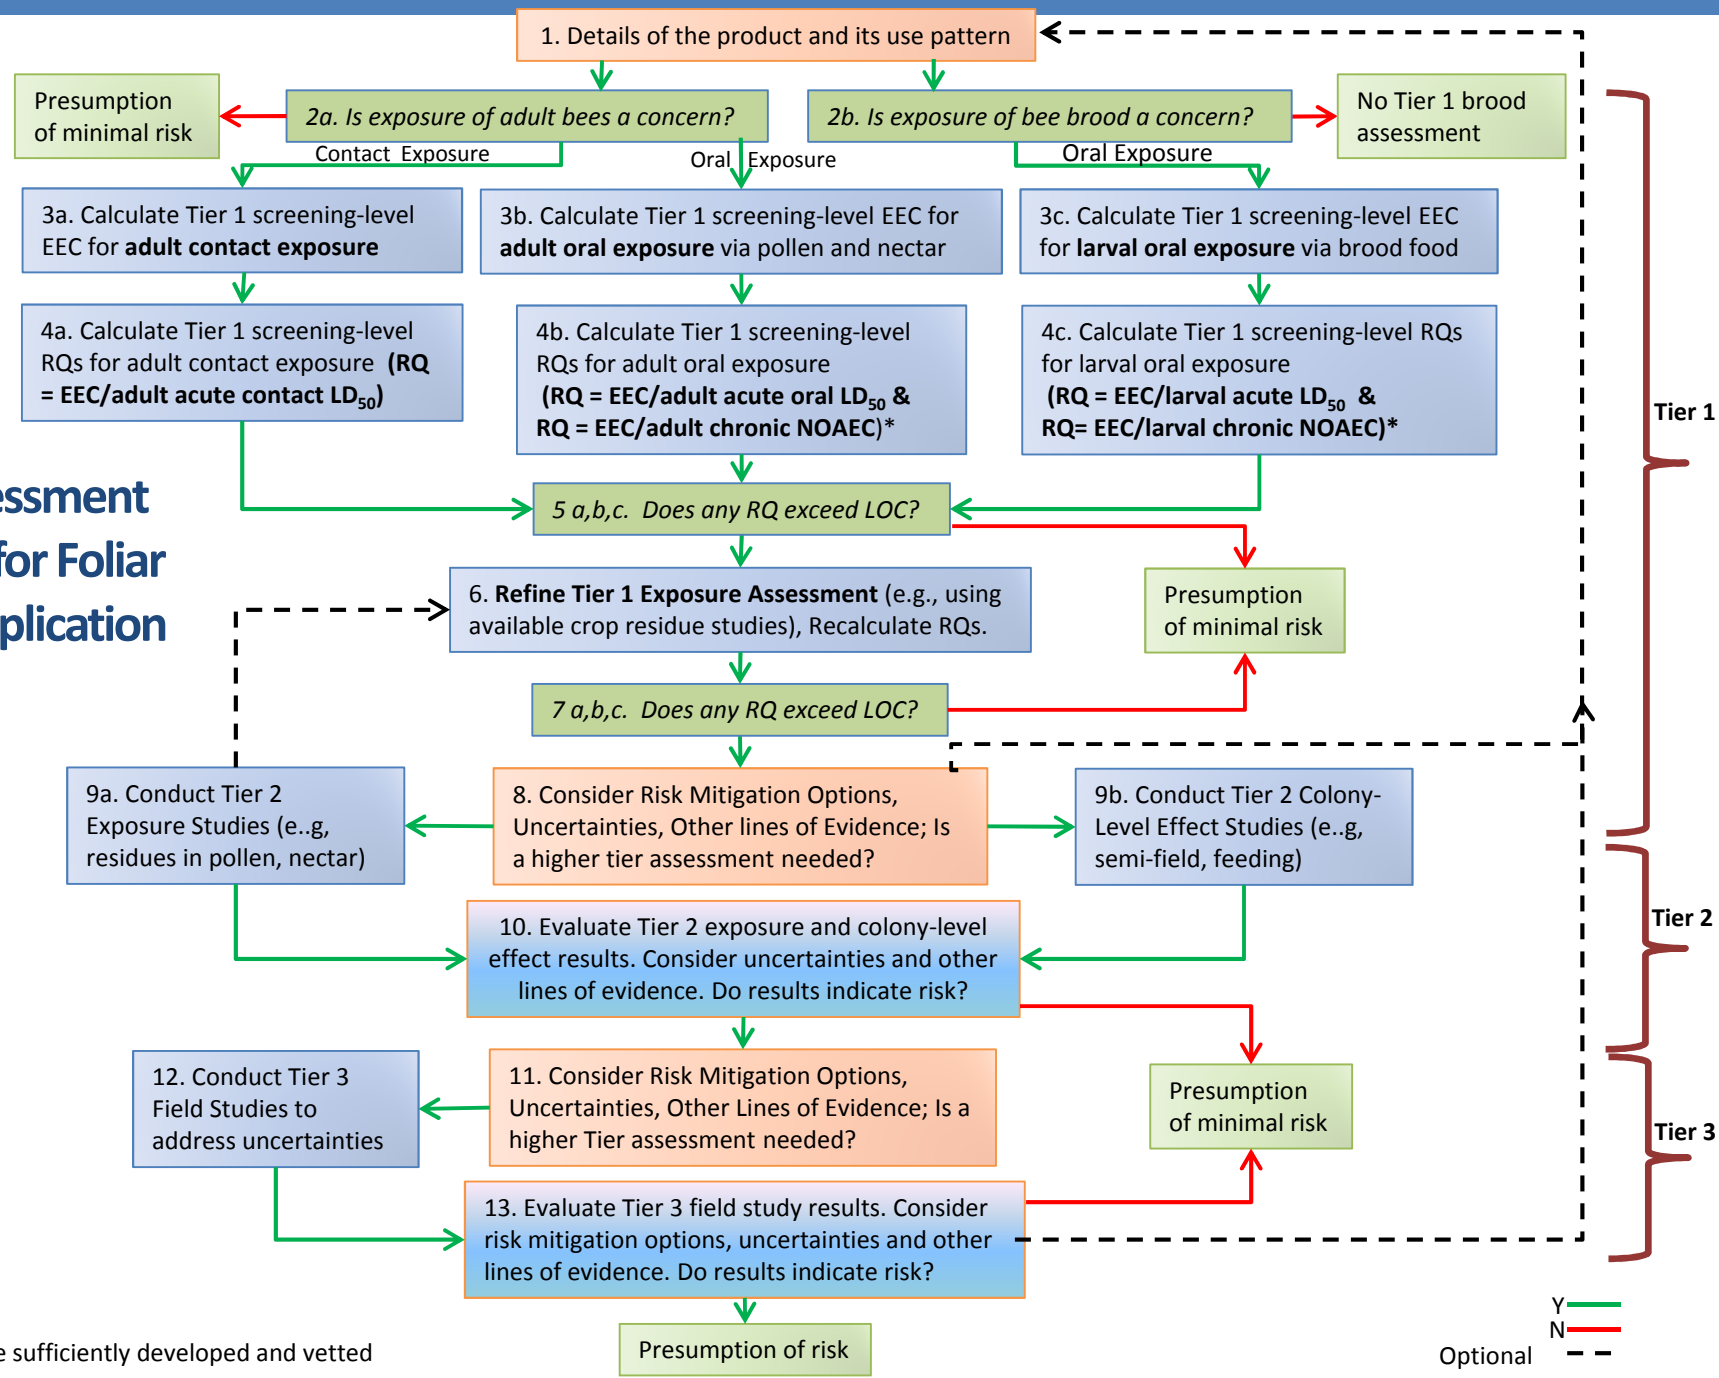 1. Details of the product and its use pattern
Presumption
of minimal risk
2a. Is exposure of adult bees a concern?
2b. Is exposure of bee brood a concern?
No Tier 1 brood
assessment
Contact Exposure
Oral Exposure
Oral Exposure
3a. Calculate Tier 1 screening-level
EEC for adult contact exposure
3b. Calculate Tier 1 screening-level EEC for
adult oral exposure via pollen and nectar
3c. Calculate Tier 1 screening-level EEC
for larval oral exposure via brood food
4a. Calculate Tier 1 screening-level
RQs for adult contact exposure (RQ
= EEC/adult acute contact LD50)
4b. Calculate Tier 1 screening-level
RQs for adult oral exposure
(RQ = EEC/adult acute oral LD50 &
RQ = EEC/adult chronic NOAEC)*
4c. Calculate Tier 1 screening-level RQs
for larval oral exposure
(RQ = EEC/larval acute LD50 &
RQ= EEC/larval chronic NOAEC)*
Tier 1
essment
for Foliar
plication
5 a,b,c. Does any RQ exceed LOC?
6. Refine Tier 1 Exposure Assessment (e.g., using
available crop residue studies), Recalculate RQs.
Presumption
of minimal risk
7 a,b,c. Does any RQ exceed LOC?
9a. Conduct Tier 2
Exposure Studies (e..g,
residues in pollen, nectar)
8. Consider Risk Mitigation Options,
Uncertainties, Other lines of Evidence; Is
a higher tier assessment needed?
9b. Conduct Tier 2 Colony-
Level Effect Studies (e..g,
semi-field, feeding)
Tier 2
10. Evaluate Tier 2 exposure and colony-level
effect results. Consider uncertainties and other
lines of evidence. Do results indicate risk?
12. Conduct Tier 3
Field Studies to
address uncertainties
11. Consider Risk Mitigation Options,
Uncertainties, Other Lines of Evidence; Is a
higher Tier assessment needed?
Presumption
of minimal risk
Tier 3
13. Evaluate Tier 3 field study results. Consider
risk mitigation options, uncertainties and other
lines of evidence. Do results indicate risk?
Presumption of risk
e sufficiently developed and vetted
Y
N
Optional